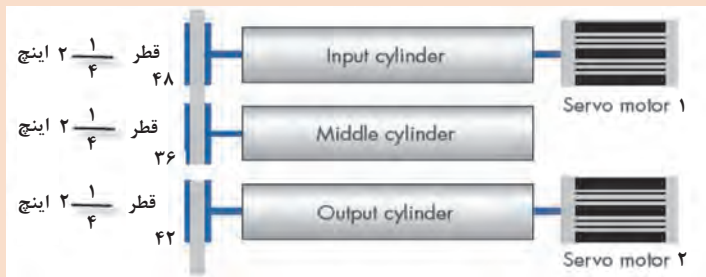 قطر ۲ ۱/۴ اینچ
۴۸
Input cylinder
Servo motor ۱
قطر ۲ ۱/۴ اینچ
۳۶
Middle cylinder
قطر ۲ ۱/۴ اینچ
۴۲
Output cylinder
Servo motor ۲